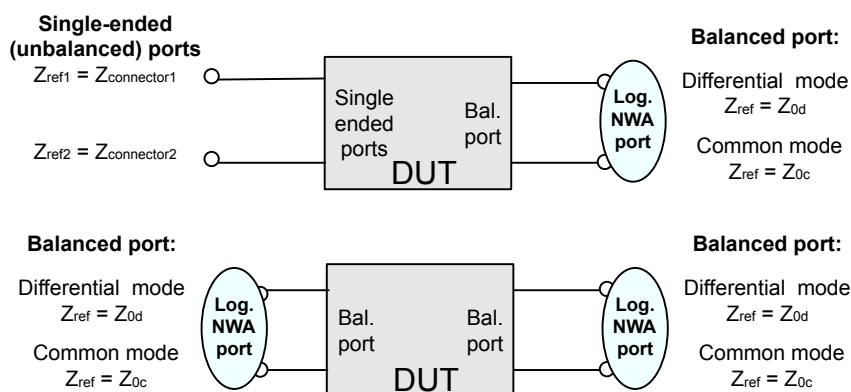 Single-ended
(unbalanced) ports
Zref1 = Zconnector1
Zref2 = Zconnector2
Single
ended
ports
Bal.
port
DUT
Log.
NWA
port
Balanced port:
Differential mode
Zref = Z0d
Common mode
Zref = Z0c
Balanced port:
Differential mode
Zref = Z0d
Common mode
Zref = Z0c
Log.
NWA
port
Bal.
port
Bal.
port
DUT
Log.
NWA
port
Balanced port:
Differential mode
Zref = Z0d
Common mode
Zref = Z0c